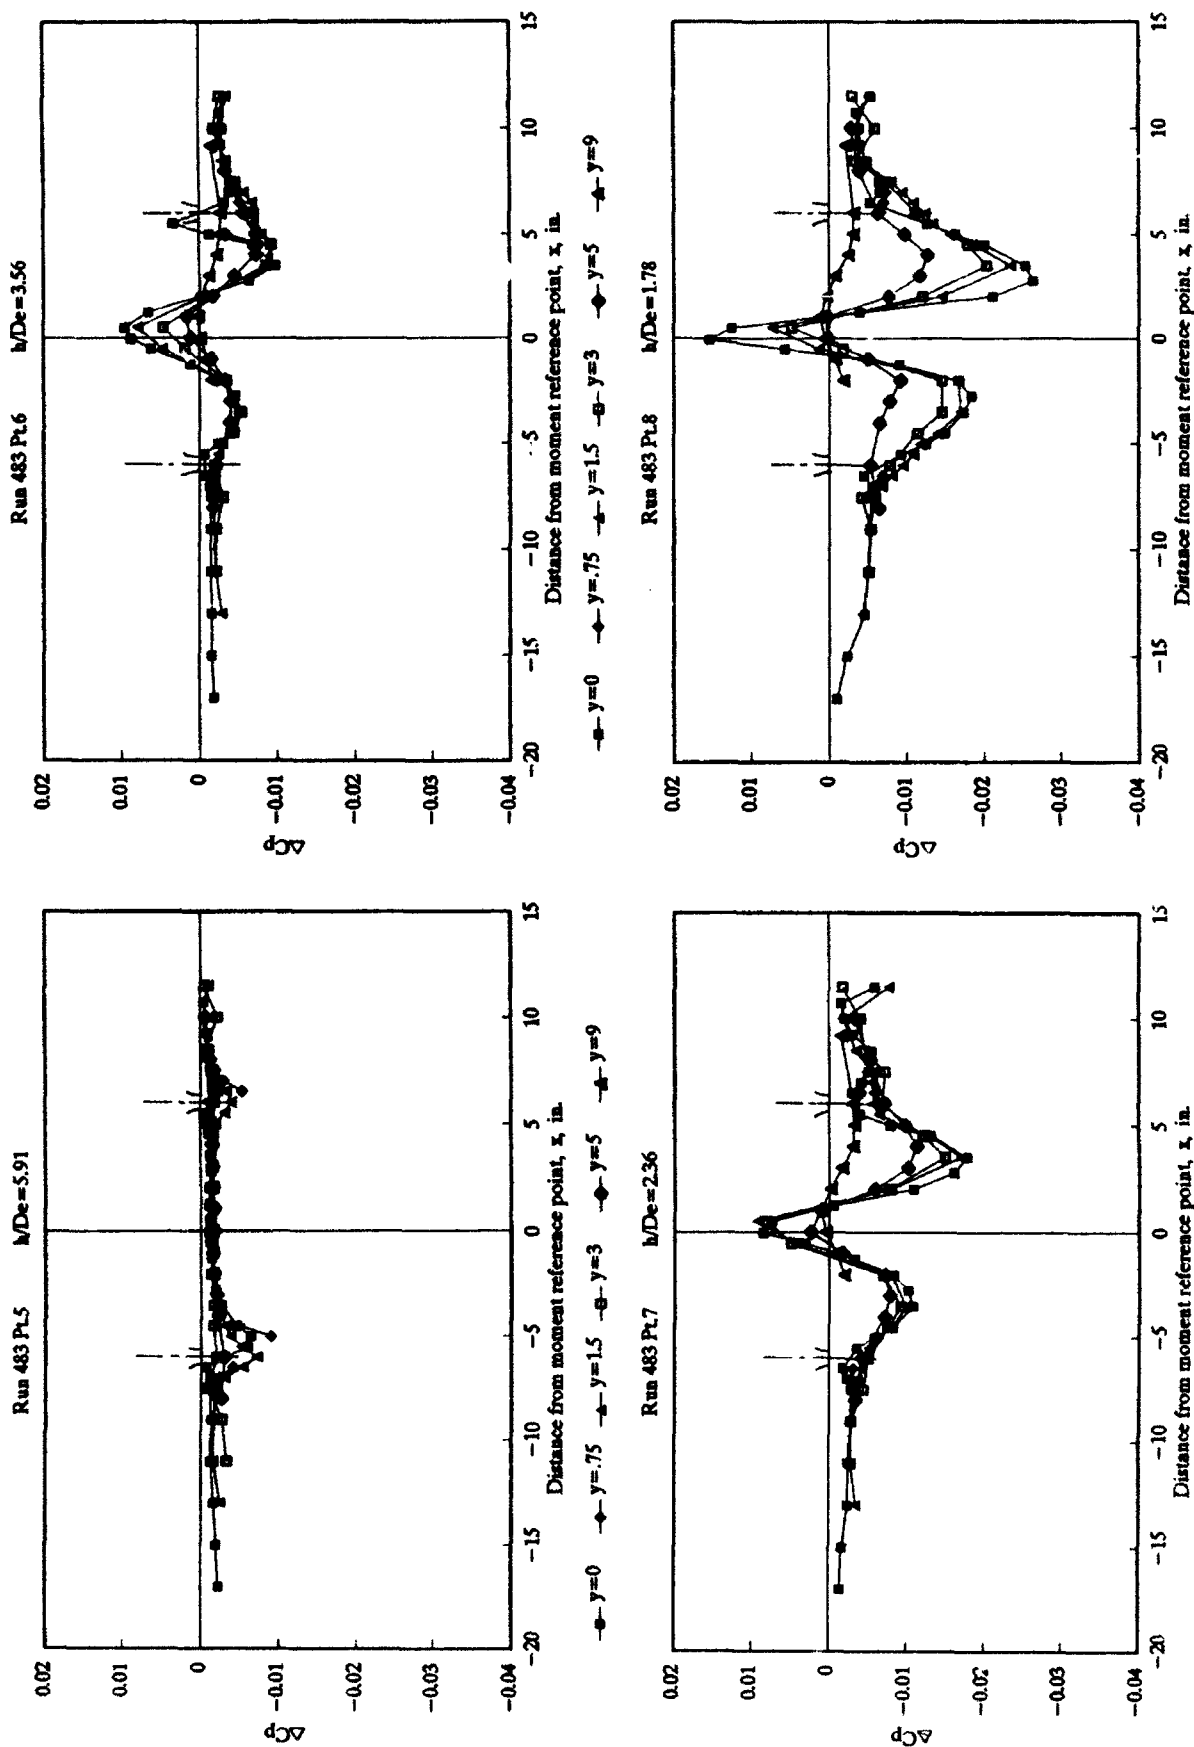 Run 483 Pt.5 h/De=5.91
0.02
0.01
0
−0.01
−0.02
−0.03
−0.04
ΔCp
−20 −15 −10 −5 0 5 10 15
Distance from moment reference point, x, in.
y=0 y=.75 y=1.5 y=3 y=5 y=9
Run 483 Pt.6 h/De=3.56
0.02
0.01
0
−0.01
−0.02
−0.03
−0.04
ΔCp
−20 −15 −10 −5 0 5 10 15
Distance from moment reference point, x, in.
y=0 y=.75 y=1.5 y=3 y=5 y=9
Run 483 Pt.7 h/De=2.36
0.02
0.01
0
−0.01
−0.02
−0.03
−0.04
ΔCp
−20 −15 −10 −5 0 5 10 15
Distance from moment reference point, x, in.
Run 483 Pt.8 h/De=1.78
0.02
0.01
0
−0.01
−0.02
−0.03
−0.04
ΔCp
−20 −15 −10 −5 0 5 10 15
Distance from moment reference point, x, in.